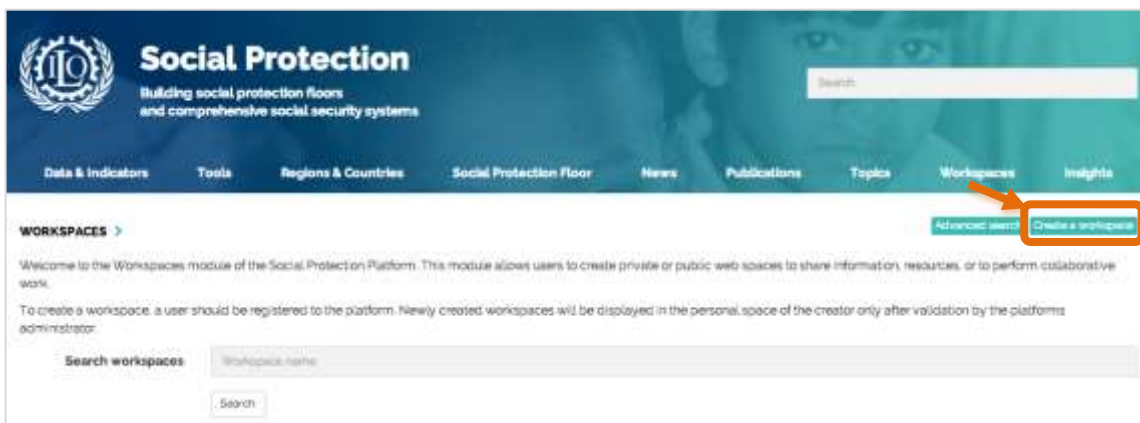 ILO
Social Protection
Building social protection floors
and comprehensive social security systems
Search
Data & Indicators Tools Regions & Countries Social Protection Floor News Publications Topics Workspaces Insights
WORKSPACES >
Advanced search Create a workspace
Welcome to the Workspaces module of the Social Protection Platform. This module allows users to create private or public web spaces to share information, resources, or to perform collaborative
work.
To create a workspace, a user should be registered to the platform. Newly created workspaces will be displayed in the personal space of the creator only after validation by the platforms
administrator.
Search workspaces Workspace name
Search